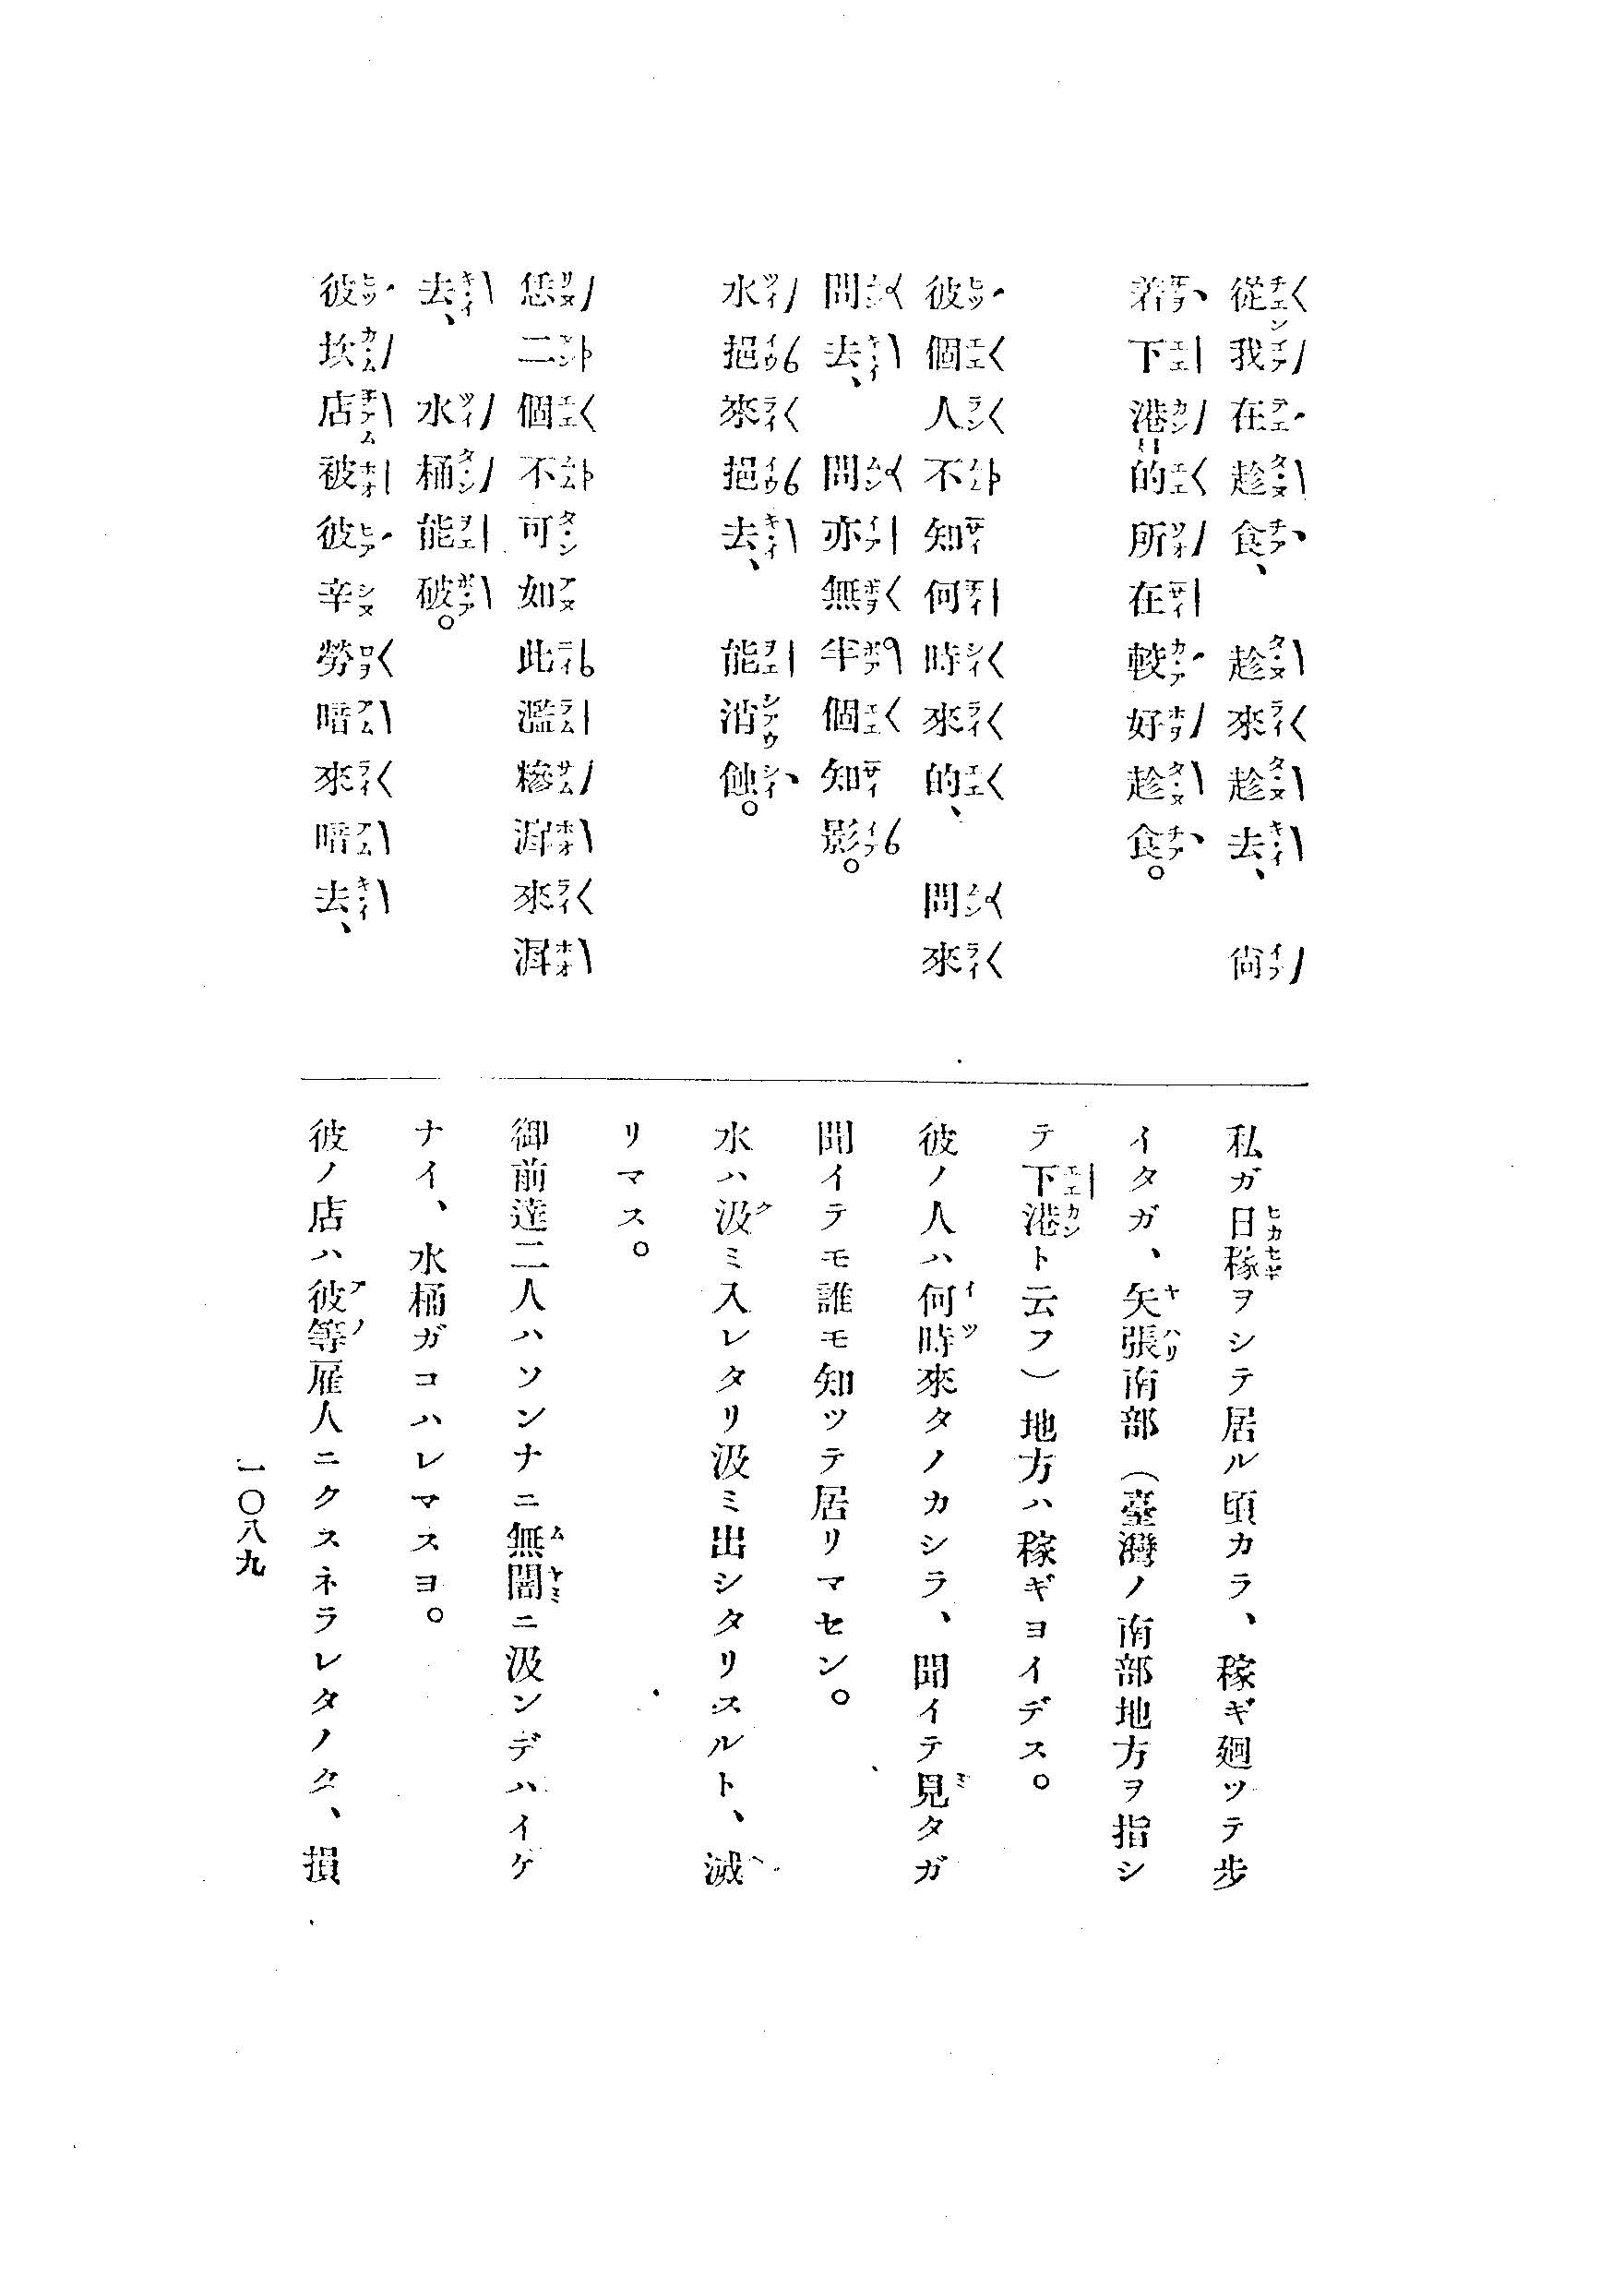 從我在趁食、趁來趁去、尙
着下港的所在較好趁食。
彼個人不知何時來的、問來
問去、問亦無半個知影。
水挹來挹去、能消蝕。
恁二個不可如此濫糝涆來涆
去、水桶能破。
彼坎店被彼辛勞暗來暗去、
私ガ日稼ヲシテ居ル頃カラ、稼ギ廻ツテ步
イタガ、矢張南部（臺灣ノ南部地方ヲ指シ
テ下港ト云フ）地方ハ稼ギヨイデス。
彼ノ人ハ何時來タノカシラ、聞イテ見タガ
聞イテモ誰モ知ツテ居リマセン。
水ハ汲ミ入レタリ汲ミ出シタリスルト、減
リマス。
御前達二人ハソンナニ無闇ニ汲ンデハイケ
ナイ、水桶ガコハレマスヨ。
彼ノ店ハ彼等雇人ニクスネラレタノデ、損
一〇八九